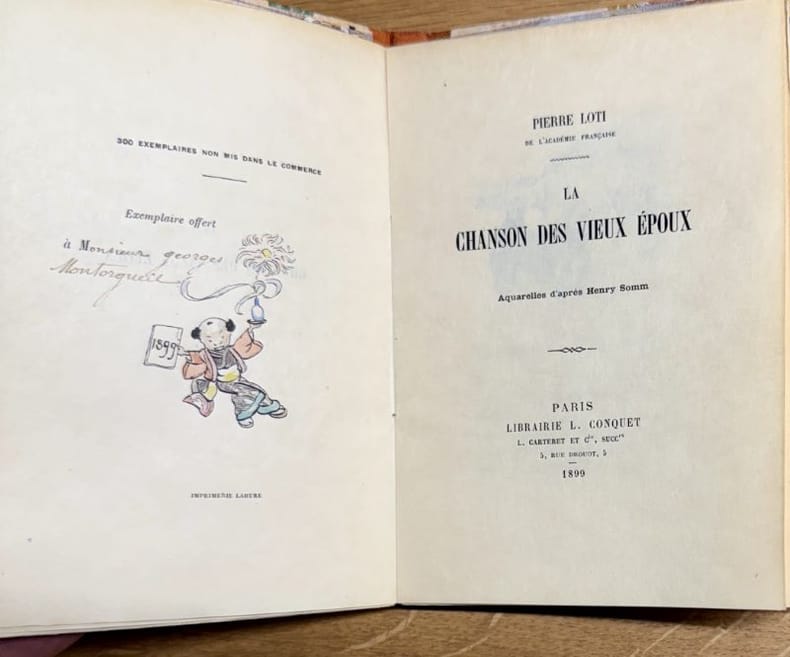 300 EXEMPLAIRES NON MIS DANS LE COMMERCE
Exemplaire offert
à Monsieur georges
Montorgueil
1899
IMPRIMERIE LAHURE
PIERRE LOTI
DE L'ACADÉMIE FRANÇAISE
LA
CHANSON DES VIEUX ÉPOUX
Aquarelles d'après Henry Somm
PARIS
LIBRAIRIE L. CONQUET
L. CARTERET ET Cie, SUCCrs
5, RUE DROUOT, 5
1899